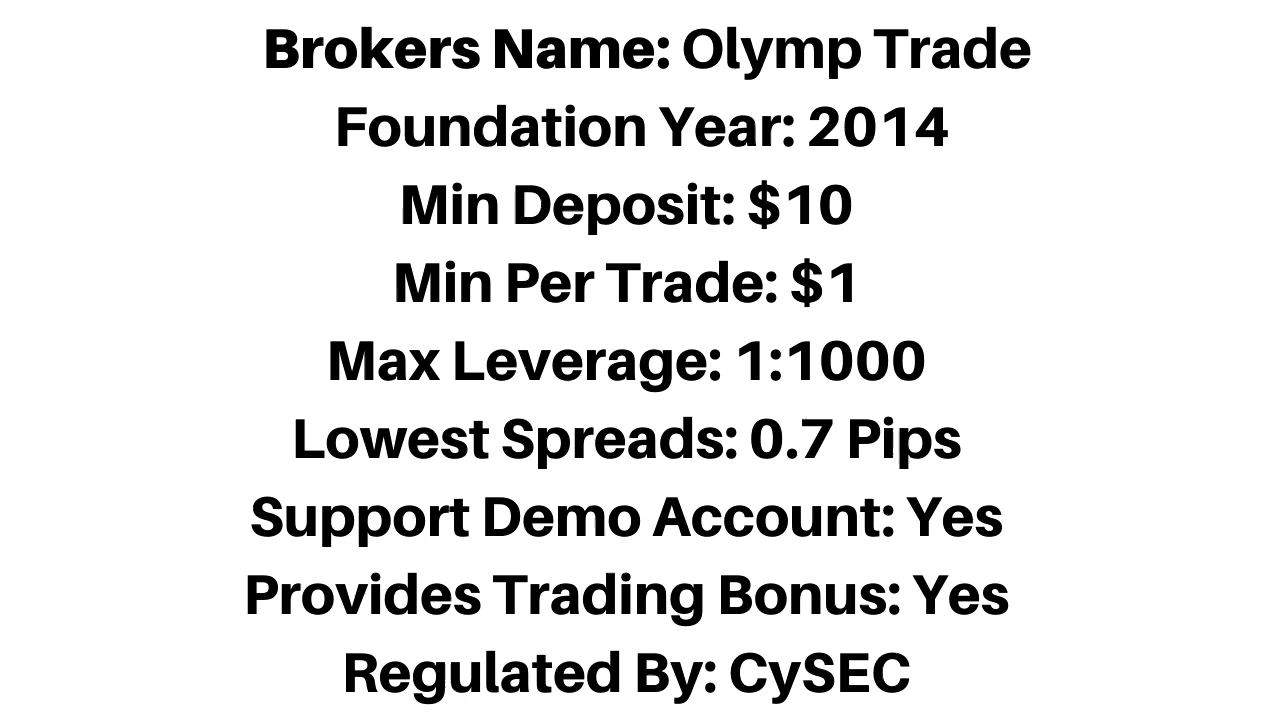 Brokers Name: Olymp Trade
Foundation Year: 2014
Min Deposit: $10
Min Per Trade: $1
Max Leverage: 1:1000
Lowest Spreads: 0.7 Pips
Support Demo Account: Yes
Provides Trading Bonus: Yes
Regulated By: CySEC